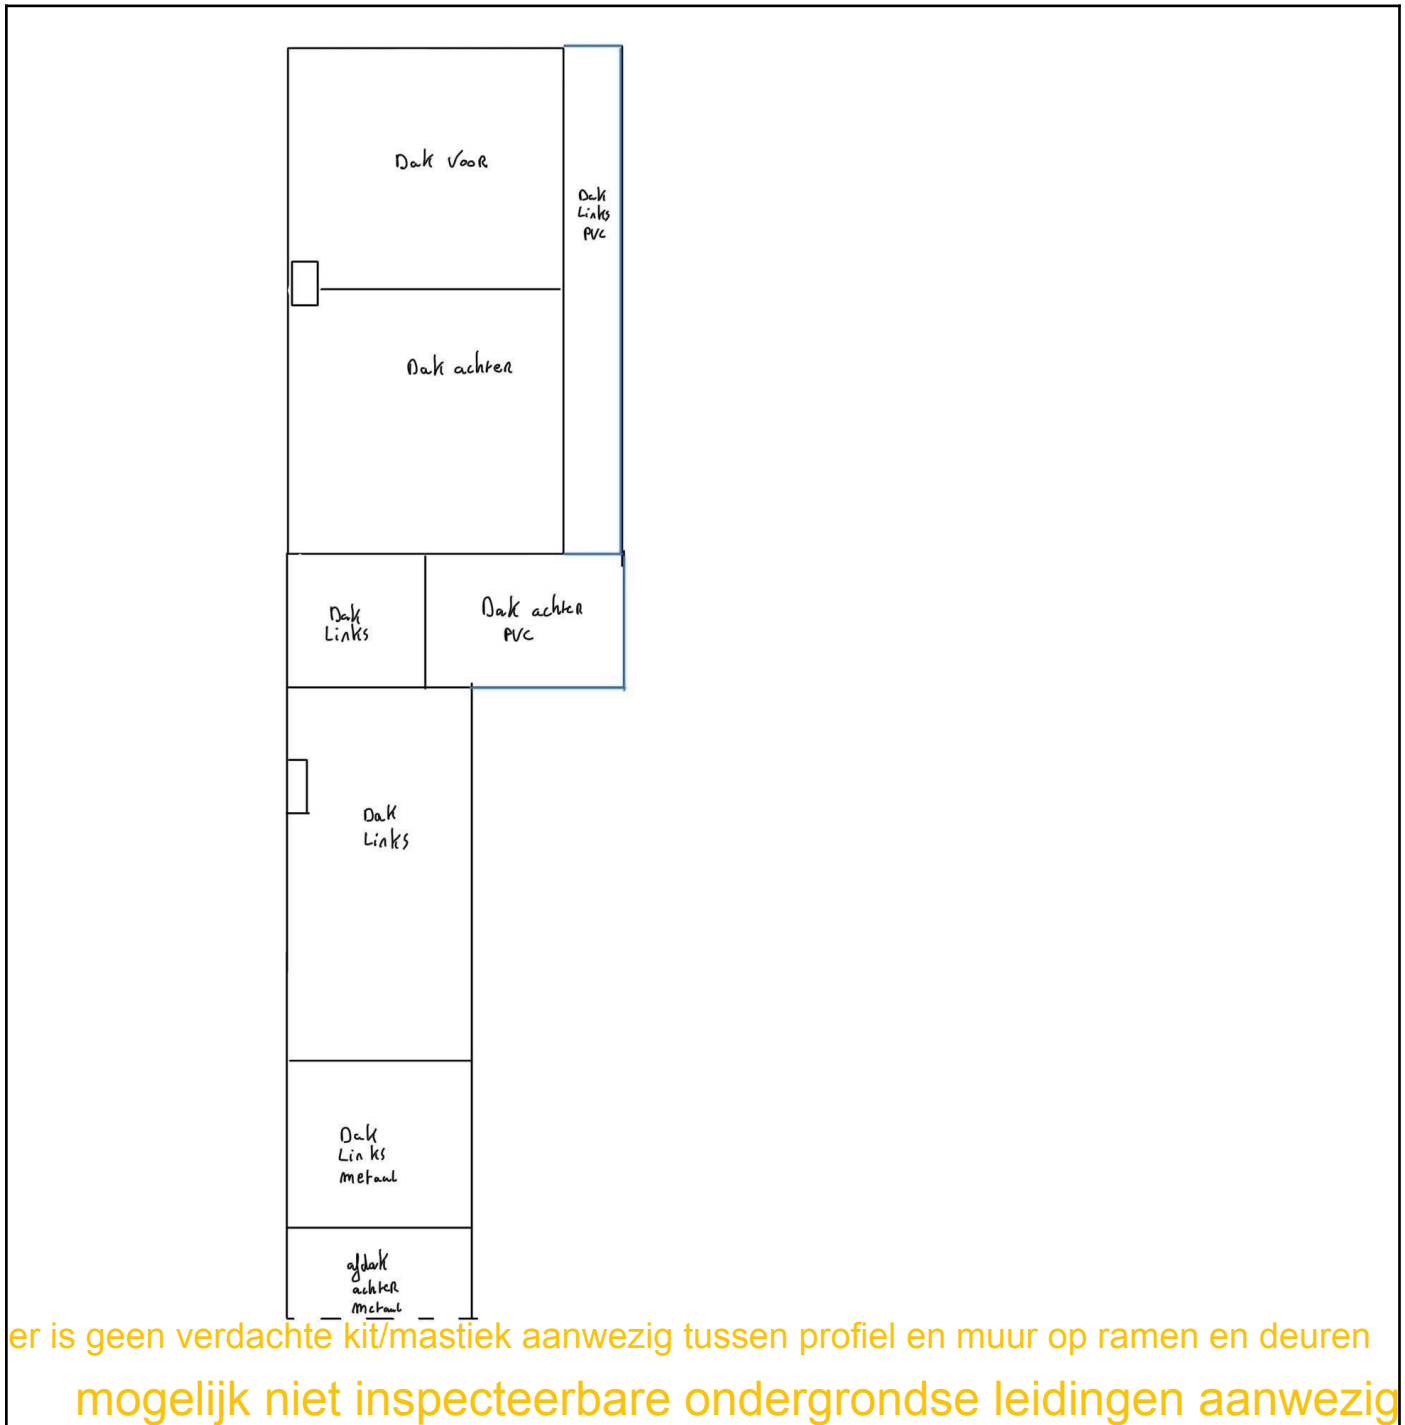 Dak Voor
Dak
Links
PVC
Dak achter
Dak
Links
Dak achter
PVC
Dak
Links
Dak
Links
metaal
afdak
achter
metaal
er is geen verdachte kit/mastiek aanwezig tussen profiel en muur op ramen en deuren
mogelijk niet inspecteerbare ondergrondse leidingen aanwezig